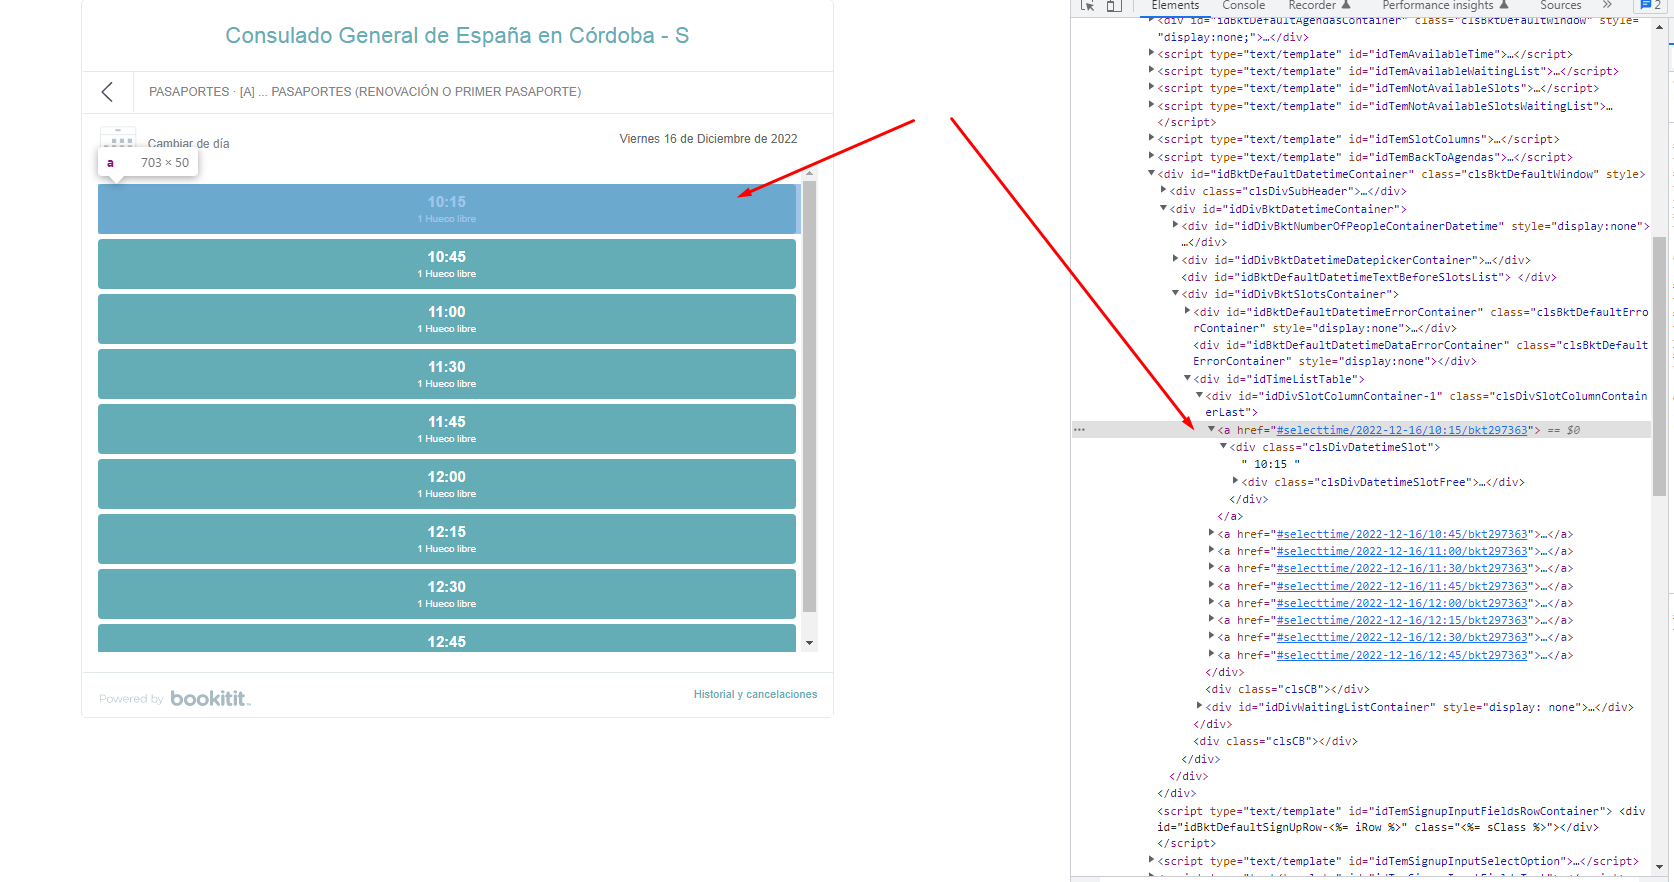 Consulado General de España en Córdoba - S
PASAPORTES · [A] ... PASAPORTES (RENOVACIÓN O PRIMER PASAPORTE)
Cambiar de día
Viernes 16 de Diciembre de 2022
a 703 × 50
10:15
1 Hueco libre
10:45
1 Hueco libre
11:00
1 Hueco libre
11:30
1 Hueco libre
11:45
1 Hueco libre
12:00
1 Hueco libre
12:15
1 Hueco libre
12:30
1 Hueco libre
12:45
Powered by bookitit
Historial y cancelaciones
Elements Console Recorder Performance insights Sources » 2
<div id="idBktDefaultAgendasContainer" class="clsBktDefaultWindow" style=
"display:none;">…</div>
<script type="text/template" id="idTemAvailableTime">…</script>
<script type="text/template" id="idTemAvailableWaitingList">…</script>
<script type="text/template" id="idTemNotAvailableSlots">…</script>
<script type="text/template" id="idTemNotAvailableSlotsWaitingList">…
</script>
<script type="text/template" id="idTemSlotColumns">…</script>
<script type="text/template" id="idTemBackToAgendas">…</script>
<div id="idBktDefaultDatetimeContainer" class="clsBktDefaultWindow" style>
<div class="clsDivSubHeader">…</div>
<div id="idDivBktDatetimeContainer">
<div id="idDivBktNumberOfPeopleContainerDatetime" style="display:none">
…</div>
<div id="idDivBktDatetimeDatepickerContainer">…</div>
<div id="idBktDefaultDatetimeTextBeforeSlotsList"> </div>
<div id="idDivBktSlotsContainer">
<div id="idBktDefaultDatetimeErrorContainer" class="clsBktDefaultErro
rContainer" style="display:none">…</div>
<div id="idBktDefaultDatetimeDataErrorContainer" class="clsBktDefault
ErrorContainer" style="display:none"></div>
<div id="idTimeListTable">
<div id="idDivSlotColumnContainer-1" class="clsDivSlotColumnContain
erLast">
<a href="#selecttime/2022-12-16/10:15/bkt297363"> == $0
<div class="clsDivDatetimeSlot">
" 10:15 "
<div class="clsDivDatetimeSlotFree">…</div>
</div>
</a>
<a href="#selecttime/2022-12-16/10:45/bkt297363">…</a>
<a href="#selecttime/2022-12-16/11:00/bkt297363">…</a>
<a href="#selecttime/2022-12-16/11:30/bkt297363">…</a>
<a href="#selecttime/2022-12-16/11:45/bkt297363">…</a>
<a href="#selecttime/2022-12-16/12:00/bkt297363">…</a>
<a href="#selecttime/2022-12-16/12:15/bkt297363">…</a>
<a href="#selecttime/2022-12-16/12:30/bkt297363">…</a>
<a href="#selecttime/2022-12-16/12:45/bkt297363">…</a>
</div>
<div class="clsCB"></div>
<div id="idDivWaitingListContainer" style="display: none">…</div>
</div>
<div class="clsCB"></div>
</div>
</div>
</div>
<script type="text/template" id="idTemSignupInputFieldsRowContainer"> <div
id="idBktDefaultSignUpRow-<%= iRow %>" class="<%= sClass %>"></div>
</script>
<script type="text/template" id="idTemSignupInputSelectOption">…</script>